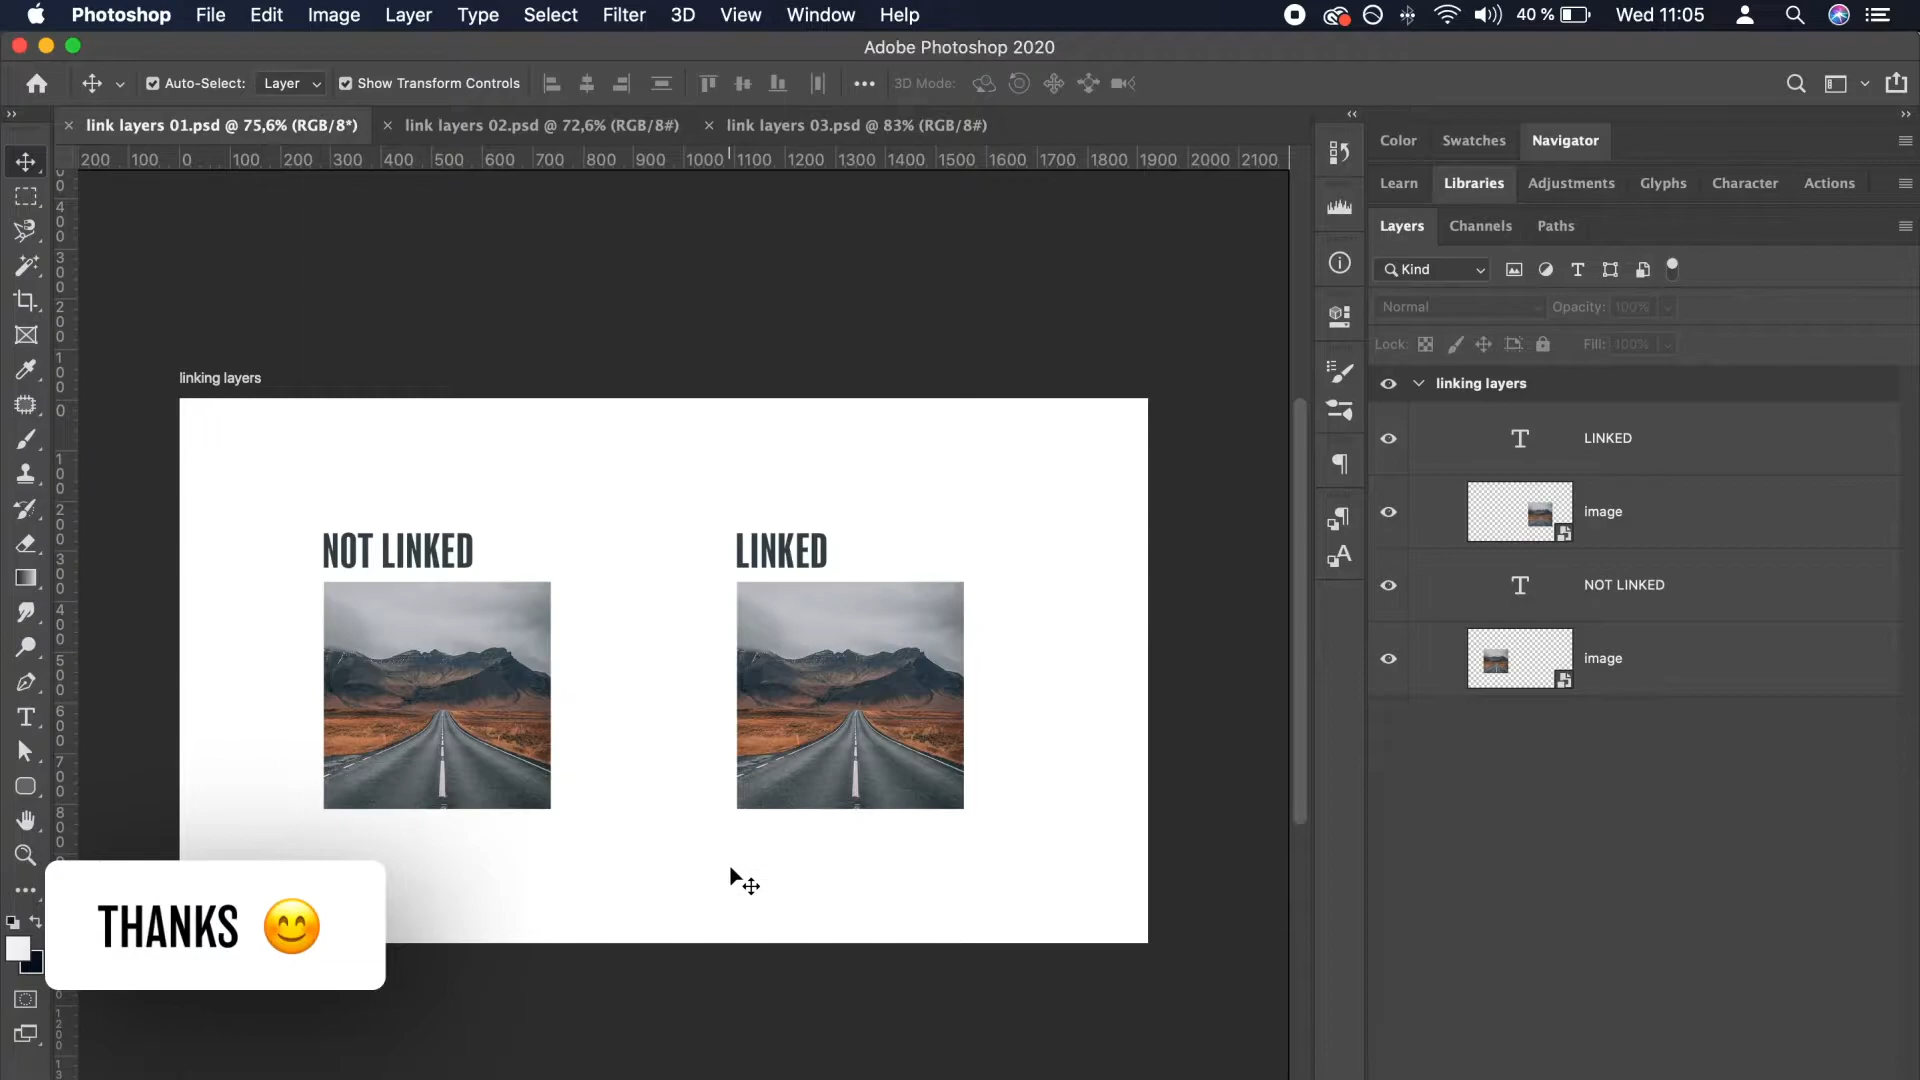 Photoshop File Edit Image Layer Type Select Filter 3D View Window Help 40 % Wed 11:05
Adobe Photoshop 2020
Auto-Select: Layer Show Transform Controls 3D Mode:
link layers 01.psd @ 75,6% (RGB/8*) link layers 02.psd @ 72,6% (RGB/8#) link layers 03.psd @ 83% (RGB/8#)
200 100 0 100 200 300 400 500 600 700 800 900 1000 1100 1200 1300 1400 1500 1600 1700 1800 1900 2000 2100
Color Swatches Navigator
Learn Libraries Adjustments Glyphs Character Actions
Layers Channels Paths
Kind
Normal Opacity: 100%
Lock: Fill: 100%
linking layers
LINKED
image
NOT LINKED
image
linking layers
NOT LINKED LINKED
THANKS 😊